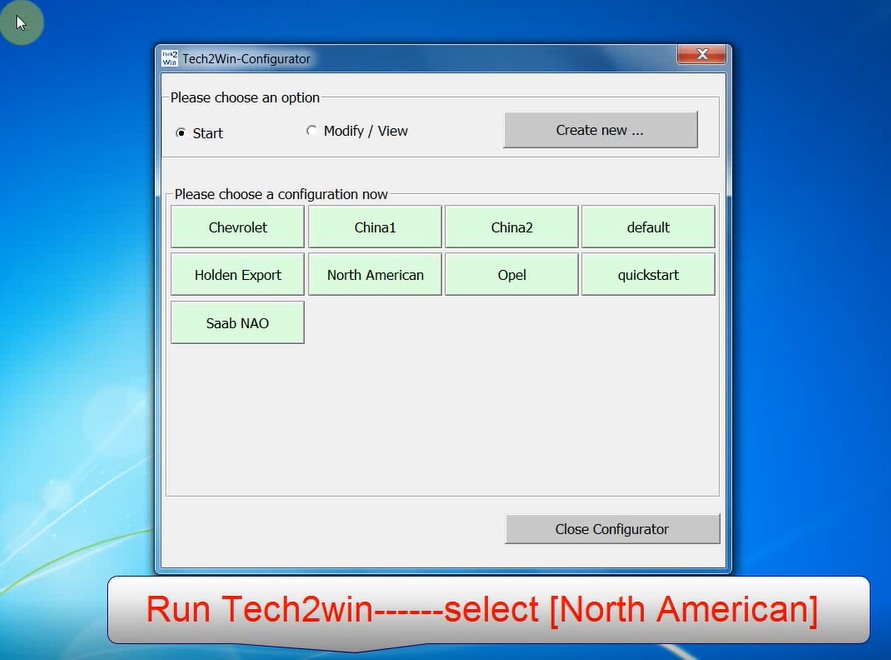 Tech2Win-Configurator
Please choose an option
Start
Modify / View
Create new ...
Please choose a configuration now
Chevrolet
China1
China2
default
Holden Export
North American
Opel
quickstart
Saab NAO
Close Configurator
Run Tech2win------select [North American]